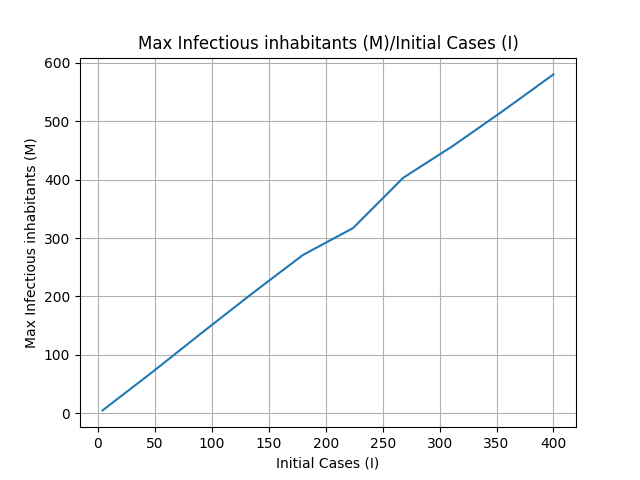 Max Infectious inhabitants (M)/Initial Cases (I)
600
500
400
300
200
100
0
Max Infectious inhabitants (M)
0 50 100 150 200 250 300 350 400
Initial Cases (I)